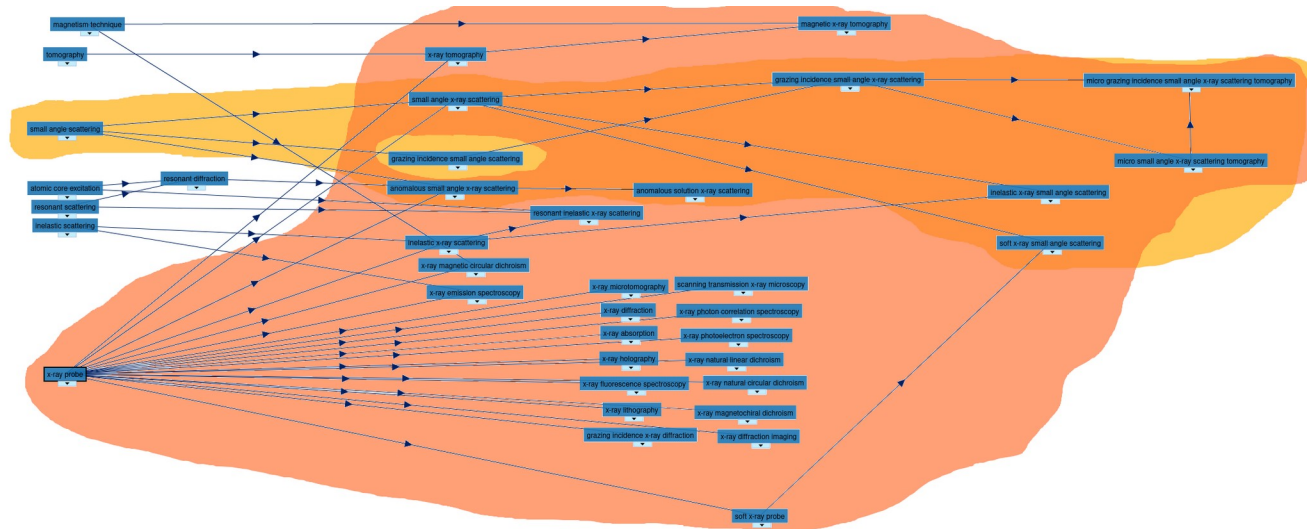 magnetism technique
magnetic x-ray tomography
tomography
x-ray tomography
grazing incidence small angle x-ray scattering
micro grazing incidence small angle x-ray scattering tomography
small angle x-ray scattering
small angle scattering
grazing incidence small angle scattering
micro small angle x-ray scattering tomography
resonant diffraction
atomic core excitation
anomalous small angle x-ray scattering
anomalous solution x-ray scattering
inelastic x-ray small angle scattering
resonant scattering
resonant inelastic x-ray scattering
inelastic scattering
inelastic x-ray scattering
soft x-ray small angle scattering
x-ray magnetic circular dichroism
x-ray emission spectroscopy
x-ray microtomography
scanning transmission x-ray microscopy
x-ray diffraction
x-ray photon correlation spectroscopy
x-ray absorption
x-ray photoelectron spectroscopy
x-ray holography
x-ray natural linear dichroism
x-ray probe
x-ray fluorescence spectroscopy
x-ray natural circular dichroism
x-ray lithography
x-ray magnetochiral dichroism
grazing incidence x-ray diffraction
x-ray diffraction imaging
soft x-ray probe